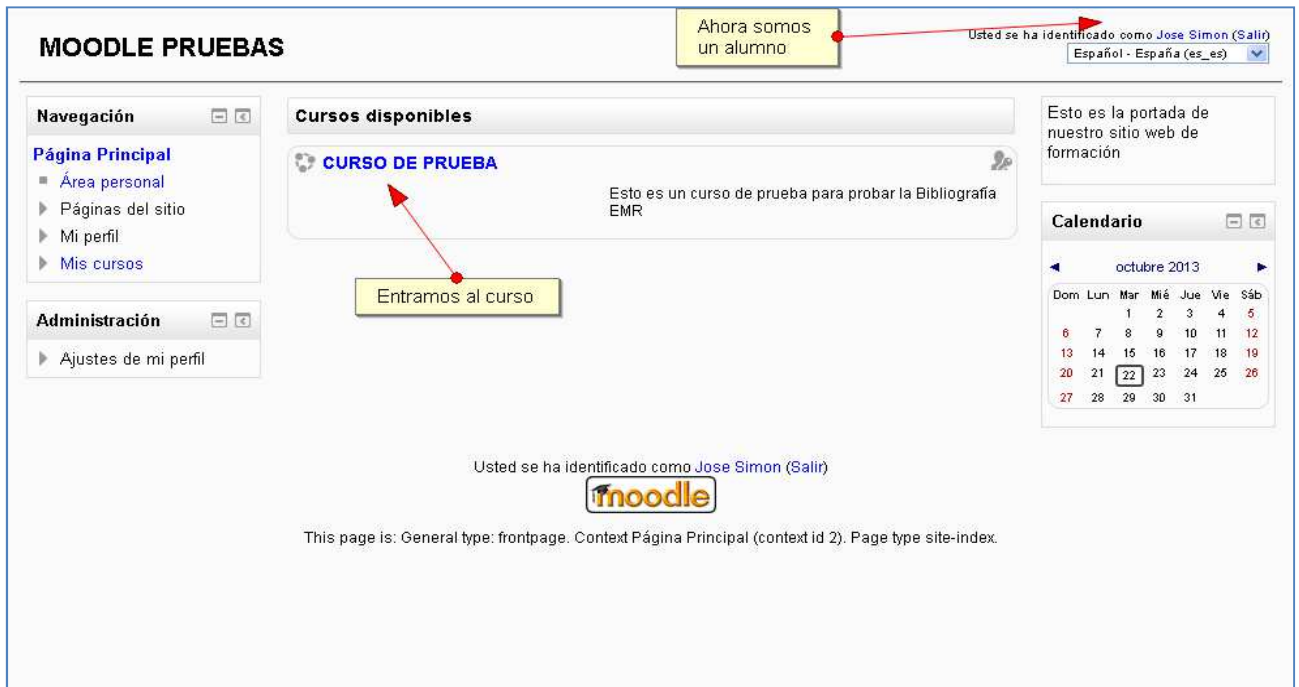 MOODLE PRUEBAS
Ahora somos
un alumno
Usted se ha identificado como Jose Simon (Salir)
Español - España (es_es)
Navegación
Página Principal
Área personal
Páginas del sitio
Mi perfil
Mis cursos
Administración
Ajustes de mi perfil
Cursos disponibles
CURSO DE PRUEBA
Esto es un curso de prueba para probar la Bibliografía
EMR
Entramos al curso
Esto es la portada de
nuestro sitio web de
formación
Calendario
octubre 2013
Dom Lun Mar Mié Jue Vie Sáb
1 2 3 4 5
6 7 8 9 10 11 12
13 14 15 16 17 18 19
20 21 22 23 24 25 26
27 28 29 30 31
Usted se ha identificado como Jose Simon (Salir)
moodle
This page is: General type: frontpage. Context Página Principal (context id 2). Page type site-index.